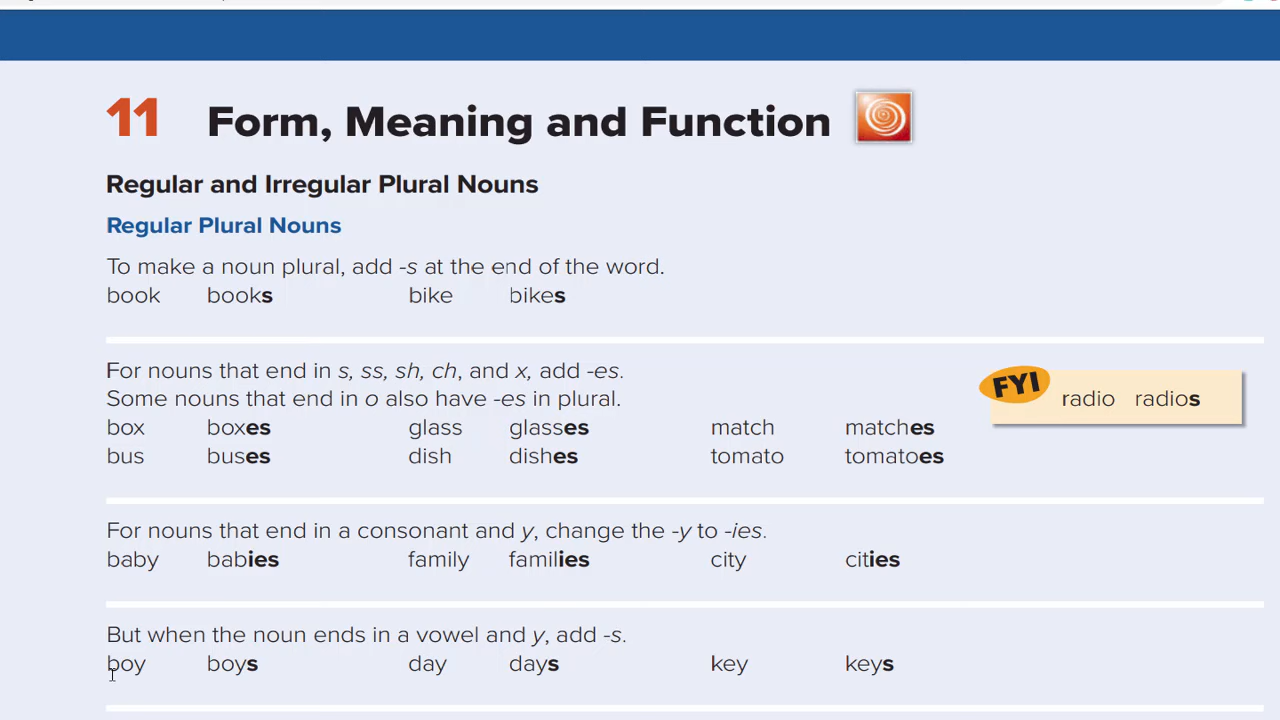 11 Form, Meaning and Function
Regular and Irregular Plural Nouns
Regular Plural Nouns
To make a noun plural, add -s at the end of the word.
book books bike bikes
For nouns that end in s, ss, sh, ch, and x, add -es.
Some nouns that end in o also have -es in plural.
FYI radio radios
box boxes glass glasses match matches
bus buses dish dishes tomato tomatoes
For nouns that end in a consonant and y, change the -y to -ies.
baby babies family families city cities
But when the noun ends in a vowel and y, add -s.
boy boys day days key keys